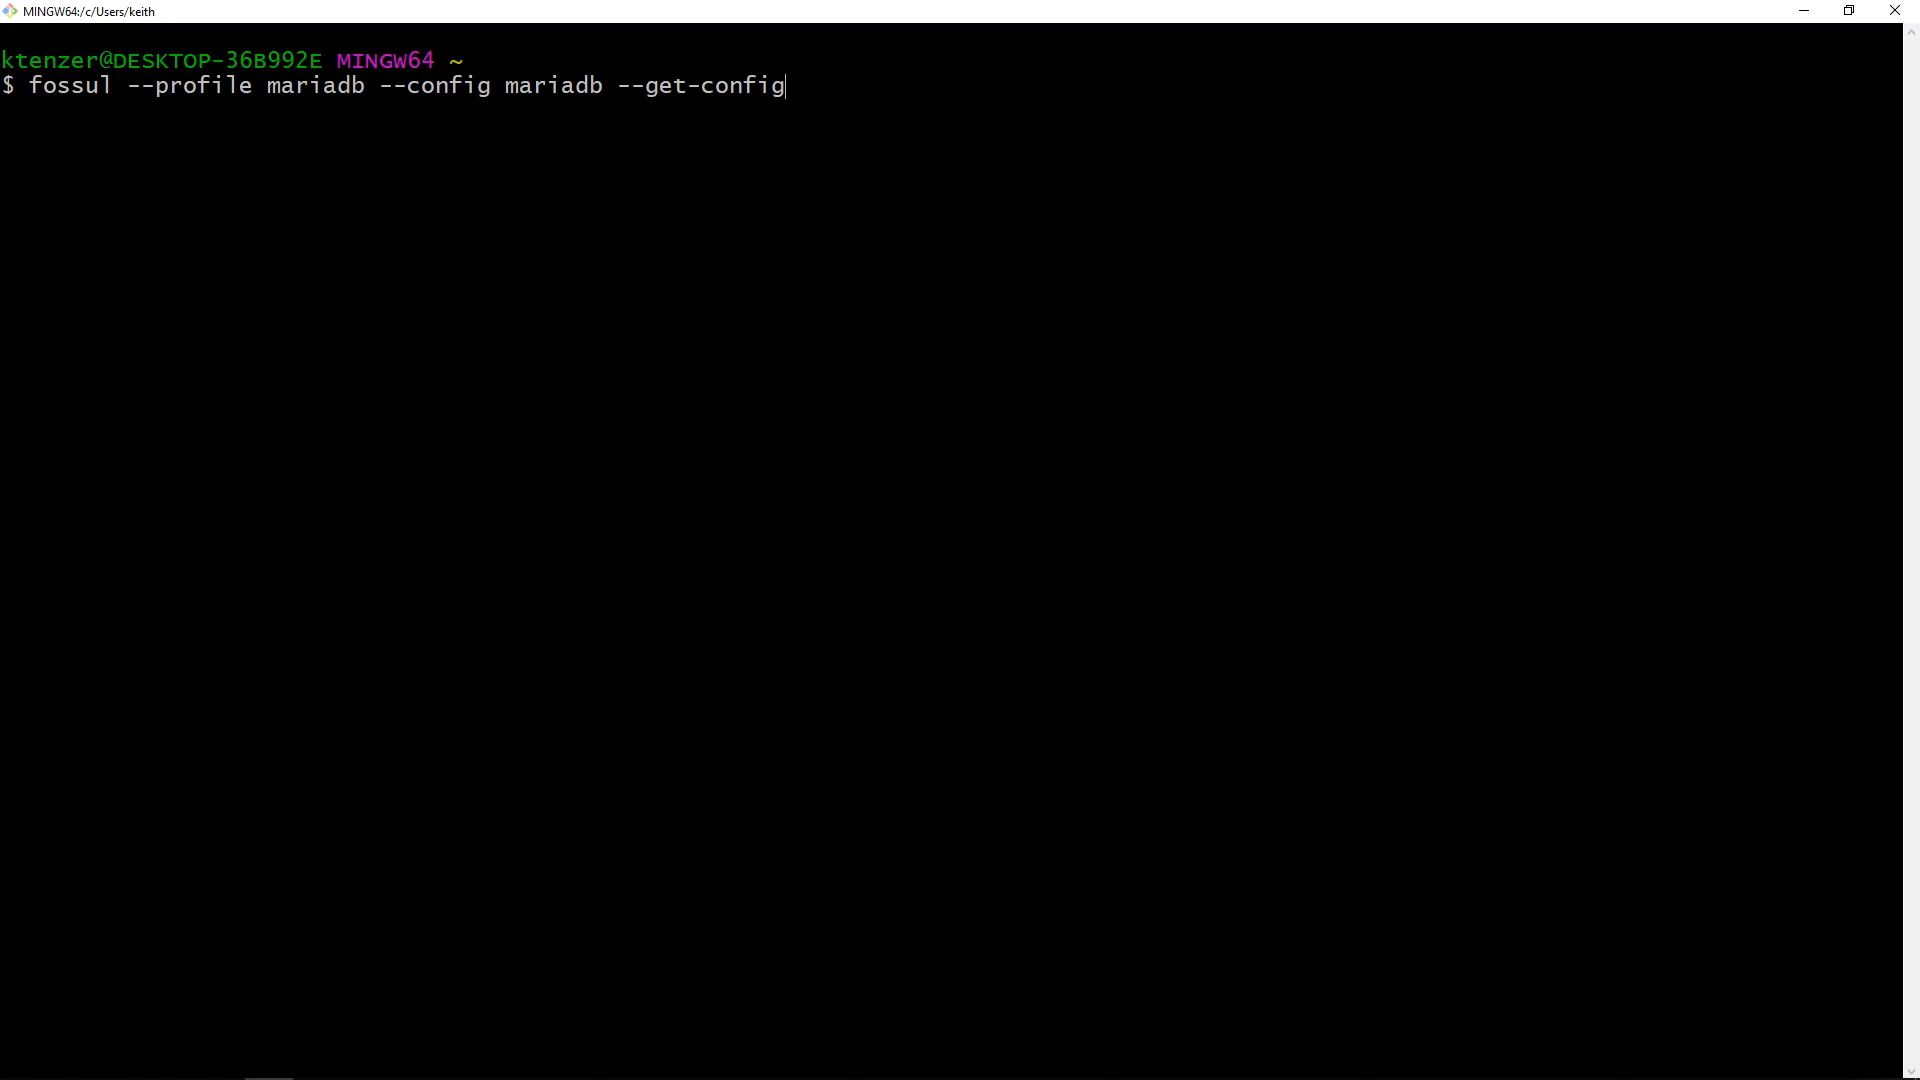 MINGW64:/c/Users/keith
ktenzer@DESKTOP-36B992E MINGW64 ~
$ fossul --profile mariadb --config mariadb --get-config